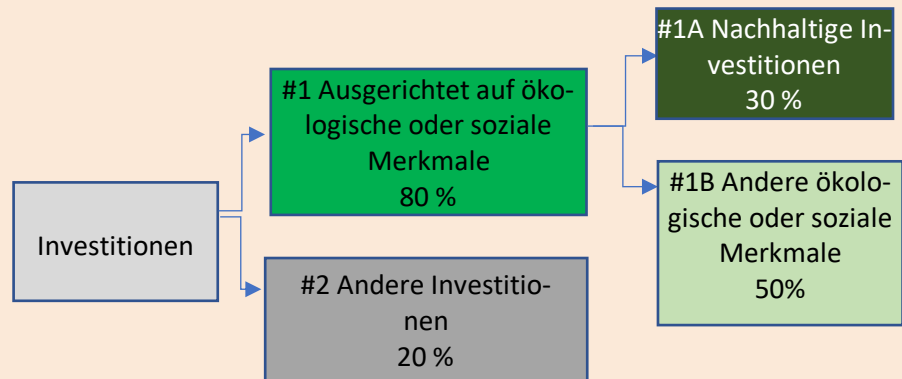 Investitionen
#1 Ausgerichtet auf öko-
logische oder soziale
Merkmale
80 %
#2 Andere Investitio-
nen
20 %
#1A Nachhaltige In-
vestitionen
30 %
#1B Andere ökolo-
gische oder soziale
Merkmale
50%